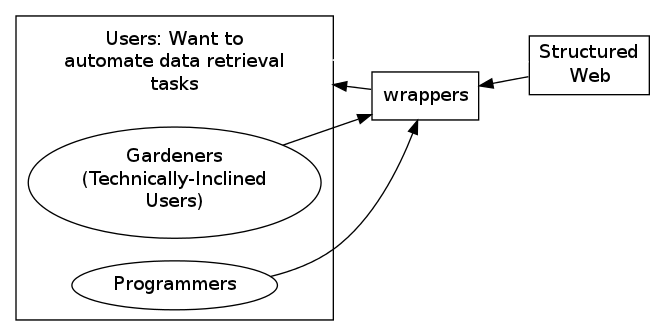 Users: Want to
automate data retrieval
tasks
Gardeners
(Technically-Inclined
Users)
Programmers
wrappers
Structured
Web